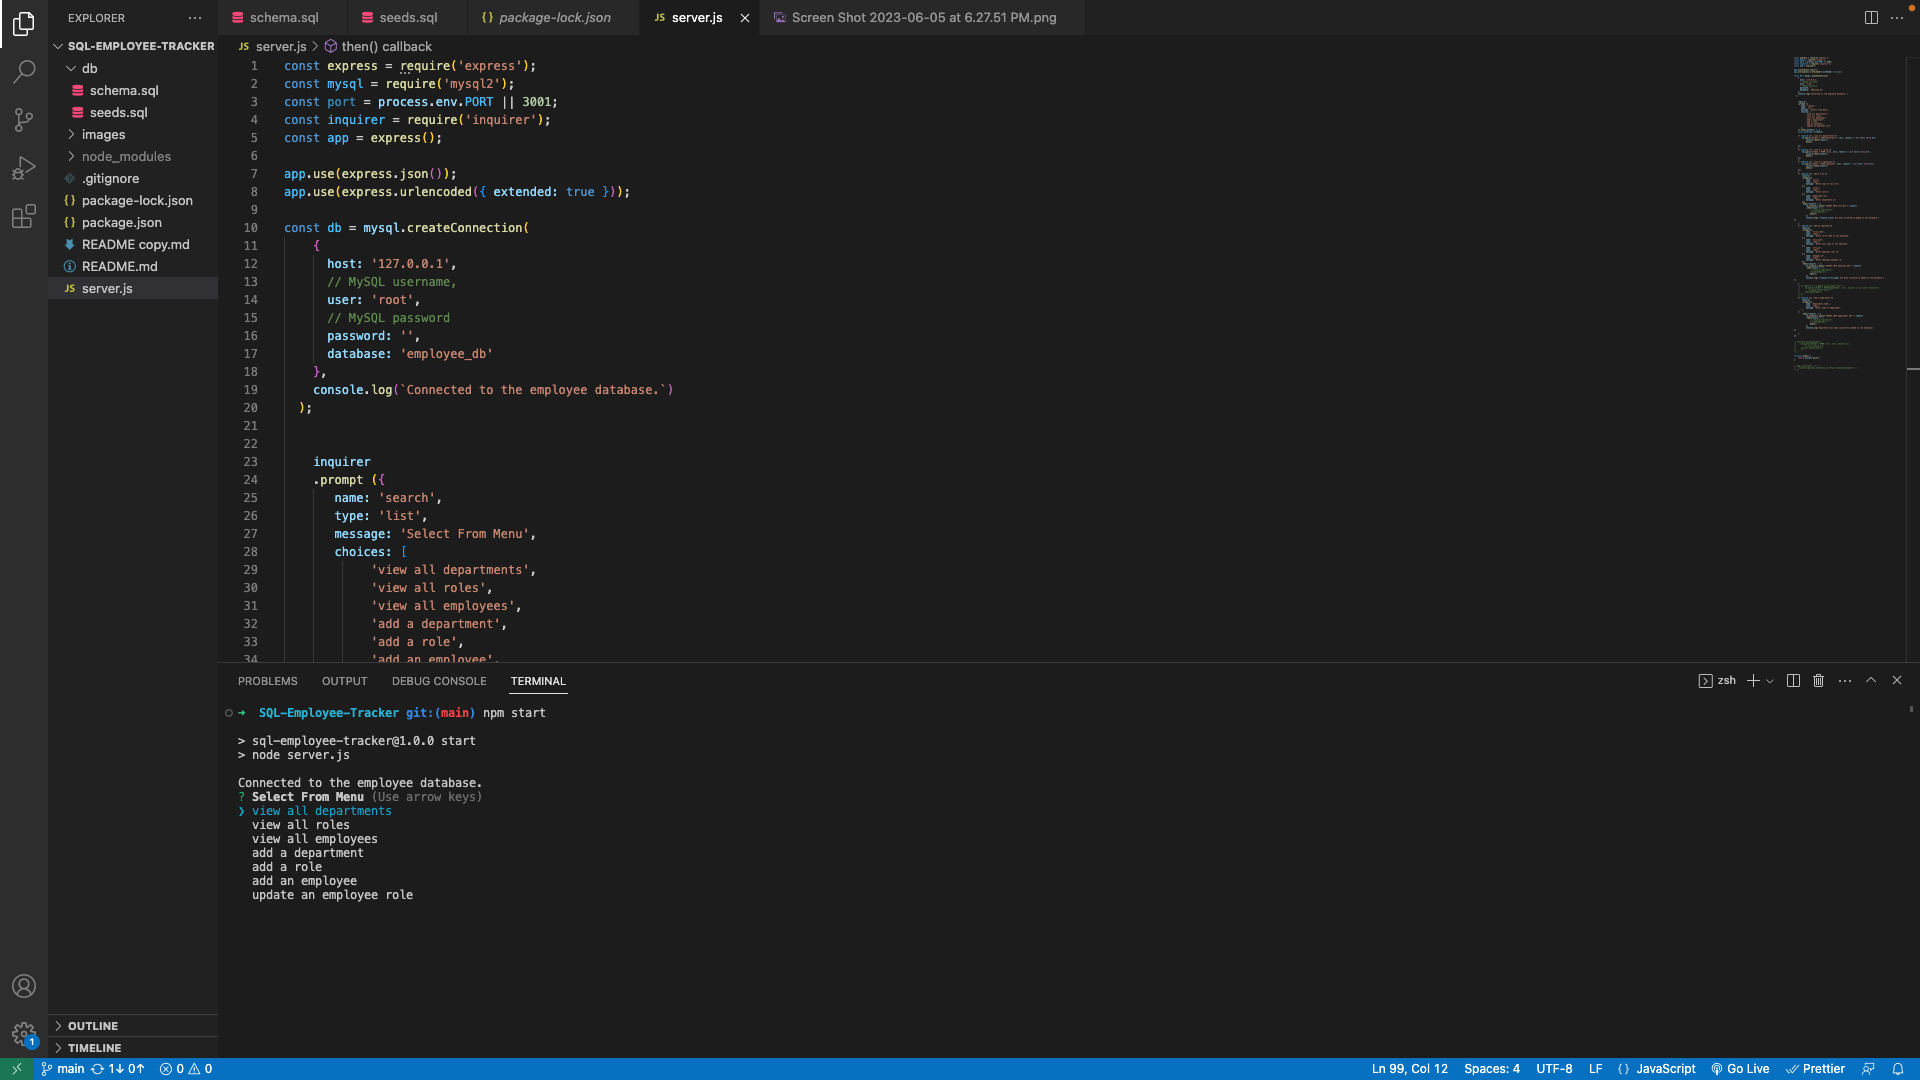 EXPLORER
SQL-EMPLOYEE-TRACKER
db
schema.sql
seeds.sql
images
node_modules
.gitignore
package-lock.json
package.json
README copy.md
README.md
JS server.js
OUTLINE
TIMELINE
schema.sql
seeds.sql
{} package-lock.json
JS server.js
Screen Shot 2023-06-05 at 6.27.51 PM.png
JS server.js > then() callback
1 const express = require('express');
2 const mysql = require('mysql2');
3 const port = process.env.PORT || 3001;
4 const inquirer = require('inquirer');
5 const app = express();
6
7 app.use(express.json());
8 app.use(express.urlencoded({ extended: true }));
9
10 const db = mysql.createConnection(
11 {
12 host: '127.0.0.1',
13 // MySQL username,
14 user: 'root',
15 // MySQL password
16 password: '',
17 database: 'employee_db'
18 },
19 console.log(`Connected to the employee database.`)
20 );
21
22
23 inquirer
24 .prompt ({
25 name: 'search',
26 type: 'list',
27 message: 'Select From Menu',
28 choices: [
29 'view all departments',
30 'view all roles',
31 'view all employees',
32 'add a department',
33 'add a role',
34 'add an employee',
PROBLEMS OUTPUT DEBUG CONSOLE TERMINAL
zsh
➜ SQL-Employee-Tracker git:(main) npm start
> sql-employee-tracker@1.0.0 start
> node server.js
Connected to the employee database.
? Select From Menu (Use arrow keys)
❯ view all departments
view all roles
view all employees
add a department
add a role
add an employee
update an employee role
1
main 1↓ 0↑ 0 0
Ln 99, Col 12 Spaces: 4 UTF-8 LF {} JavaScript Go Live Prettier